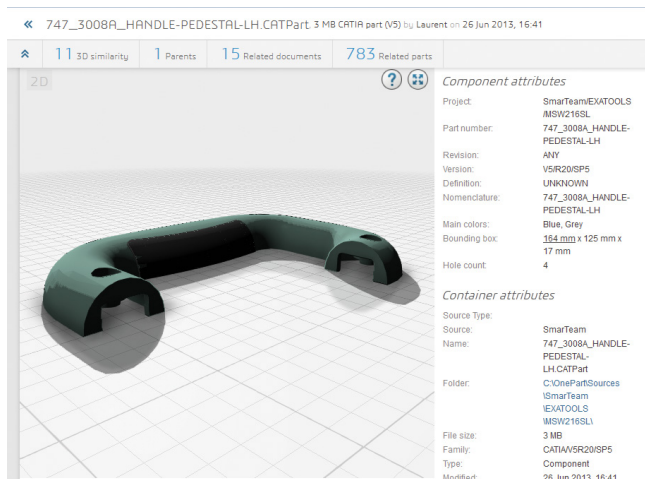 « 747_3008A_HANDLE-PEDESTAL-LH.CATPart 3 MB CATIA part (V5) by Laurent on 26 Jun 2013, 16:41
11 3D similarity 1 Parents 15 Related documents 783 Related parts
2D ?
Component attributes
Project: SmarTeam/EXATOOLS
/MSW216SL
Part number: 747_3008A_HANDLE-
PEDESTAL-LH
Revision: ANY
Version: V5/R20/SP5
Definition: UNKNOWN
Nomenclature: 747_3008A_HANDLE-
PEDESTAL-LH
Main colors: Blue, Grey
Bounding box: 164 mm x 125 mm x
17 mm
Hole count: 4
Container attributes
Source Type:
Source: SmarTeam
Name: 747_3008A_HANDLE-
PEDESTAL-
LH.CATPart
Folder: C:\OnePart\Sources
\SmarTeam
\EXATOOLS
\MSW216SL\
File size: 3 MB
Family: CATIA/V5R20/SP5
Type: Component
Modified: 26 Jun 2013, 16:41